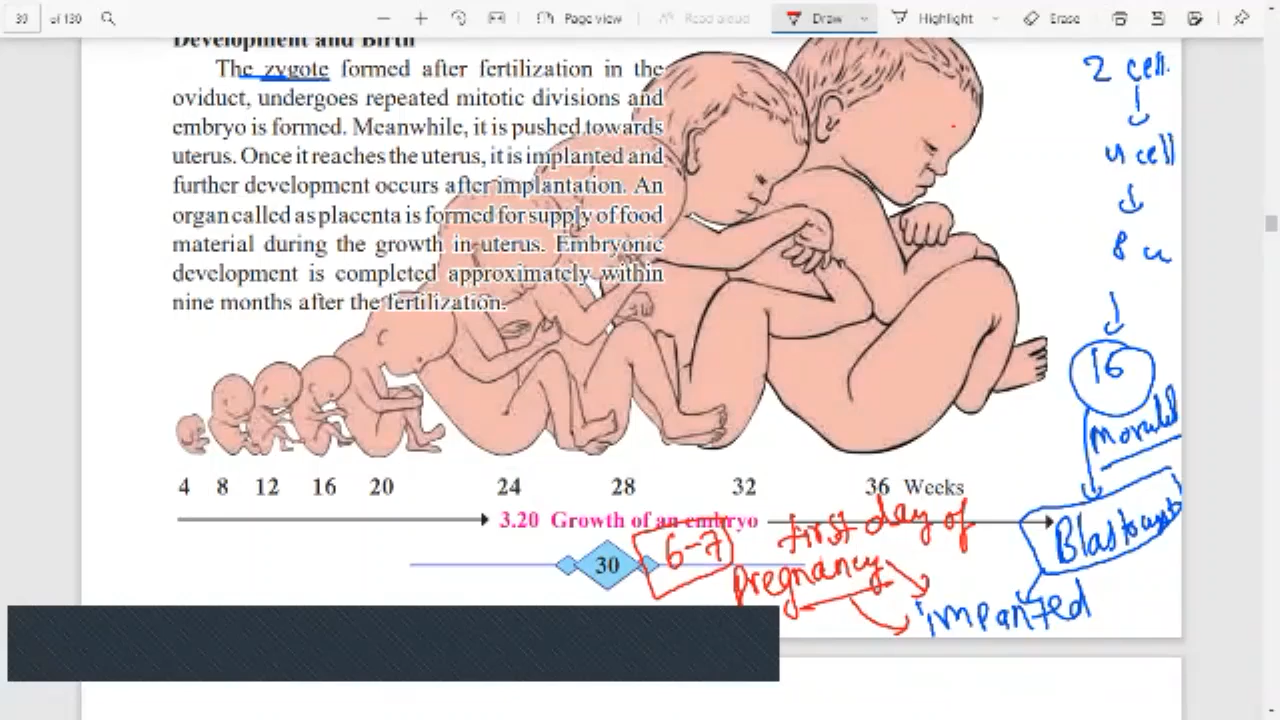 39 of 130 Page view Read aloud Draw Highlight Erase
Development and Birth
The zygote formed after fertilization in the
oviduct, undergoes repeated mitotic divisions and
embryo is formed. Meanwhile, it is pushed towards
uterus. Once it reaches the uterus, it is implanted and
further development occurs after implantation. An
organ called as placenta is formed for supply of food
material during the growth in uterus. Embryonic
development is completed approximately within
nine months after the fertilization.
2 cell.
4 cell
8 u
16
4 8 12 16 20 24 28 32 36 Weeks
3.20 Growth of an embryo
30
6-7
first day of
pregnancy
impanted